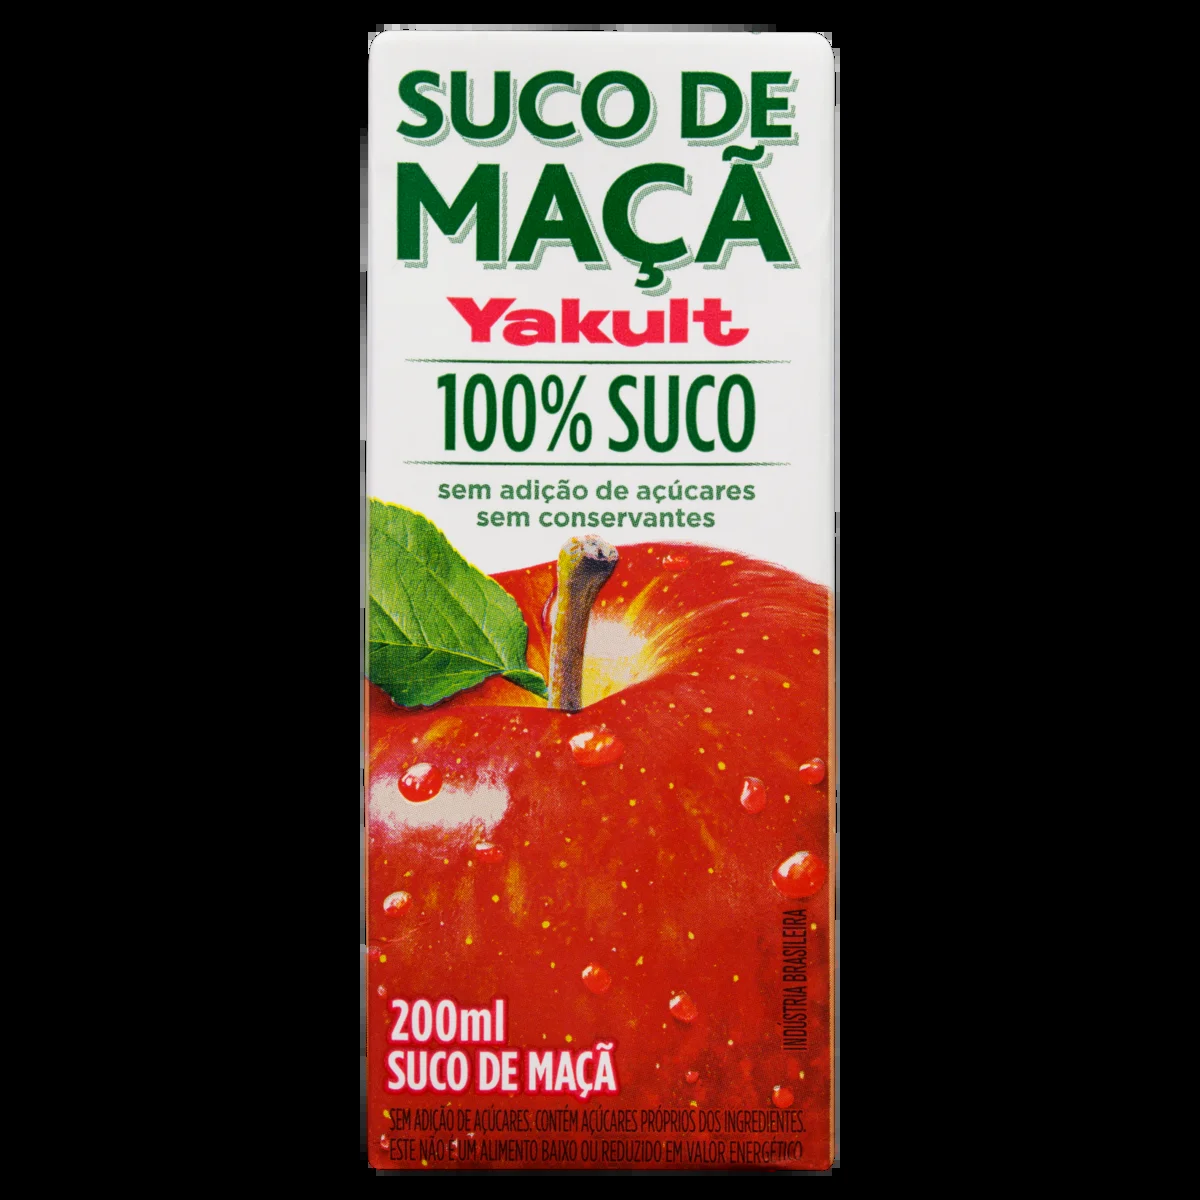 SUCO DE
MAÇÃ
Yakult
100% SUCO
sem adição de açúcares
sem conservantes
INDÚSTRIA BRASILEIRA
200ml
SUCO DE MAÇÃ
SEM ADIÇÃO DE AÇÚCARES. CONTÉM AÇÚCARES PRÓPRIOS DOS INGREDIENTES.
ESTE NÃO É UM ALIMENTO BAIXO OU REDUZIDO EM VALOR ENERGÉTICO.